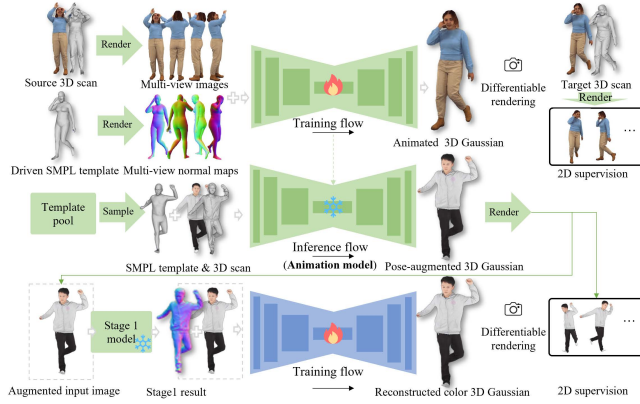 Render
Source 3D scan
Multi-view images
Render
Driven SMPL template
Multi-view normal maps
Training flow
Animated 3D Gaussian
Differentiable
rendering
Target 3D scan
Render
...
2D supervision
Template
pool
Sample
SMPL template & 3D scan
Inference flow
(Animation model)
Pose-augmented 3D Gaussian
Render
Augmented input image
Stage 1
model
Stage1 result
Training flow
Reconstructed color 3D Gaussian
Differentiable
rendering
...
2D supervision